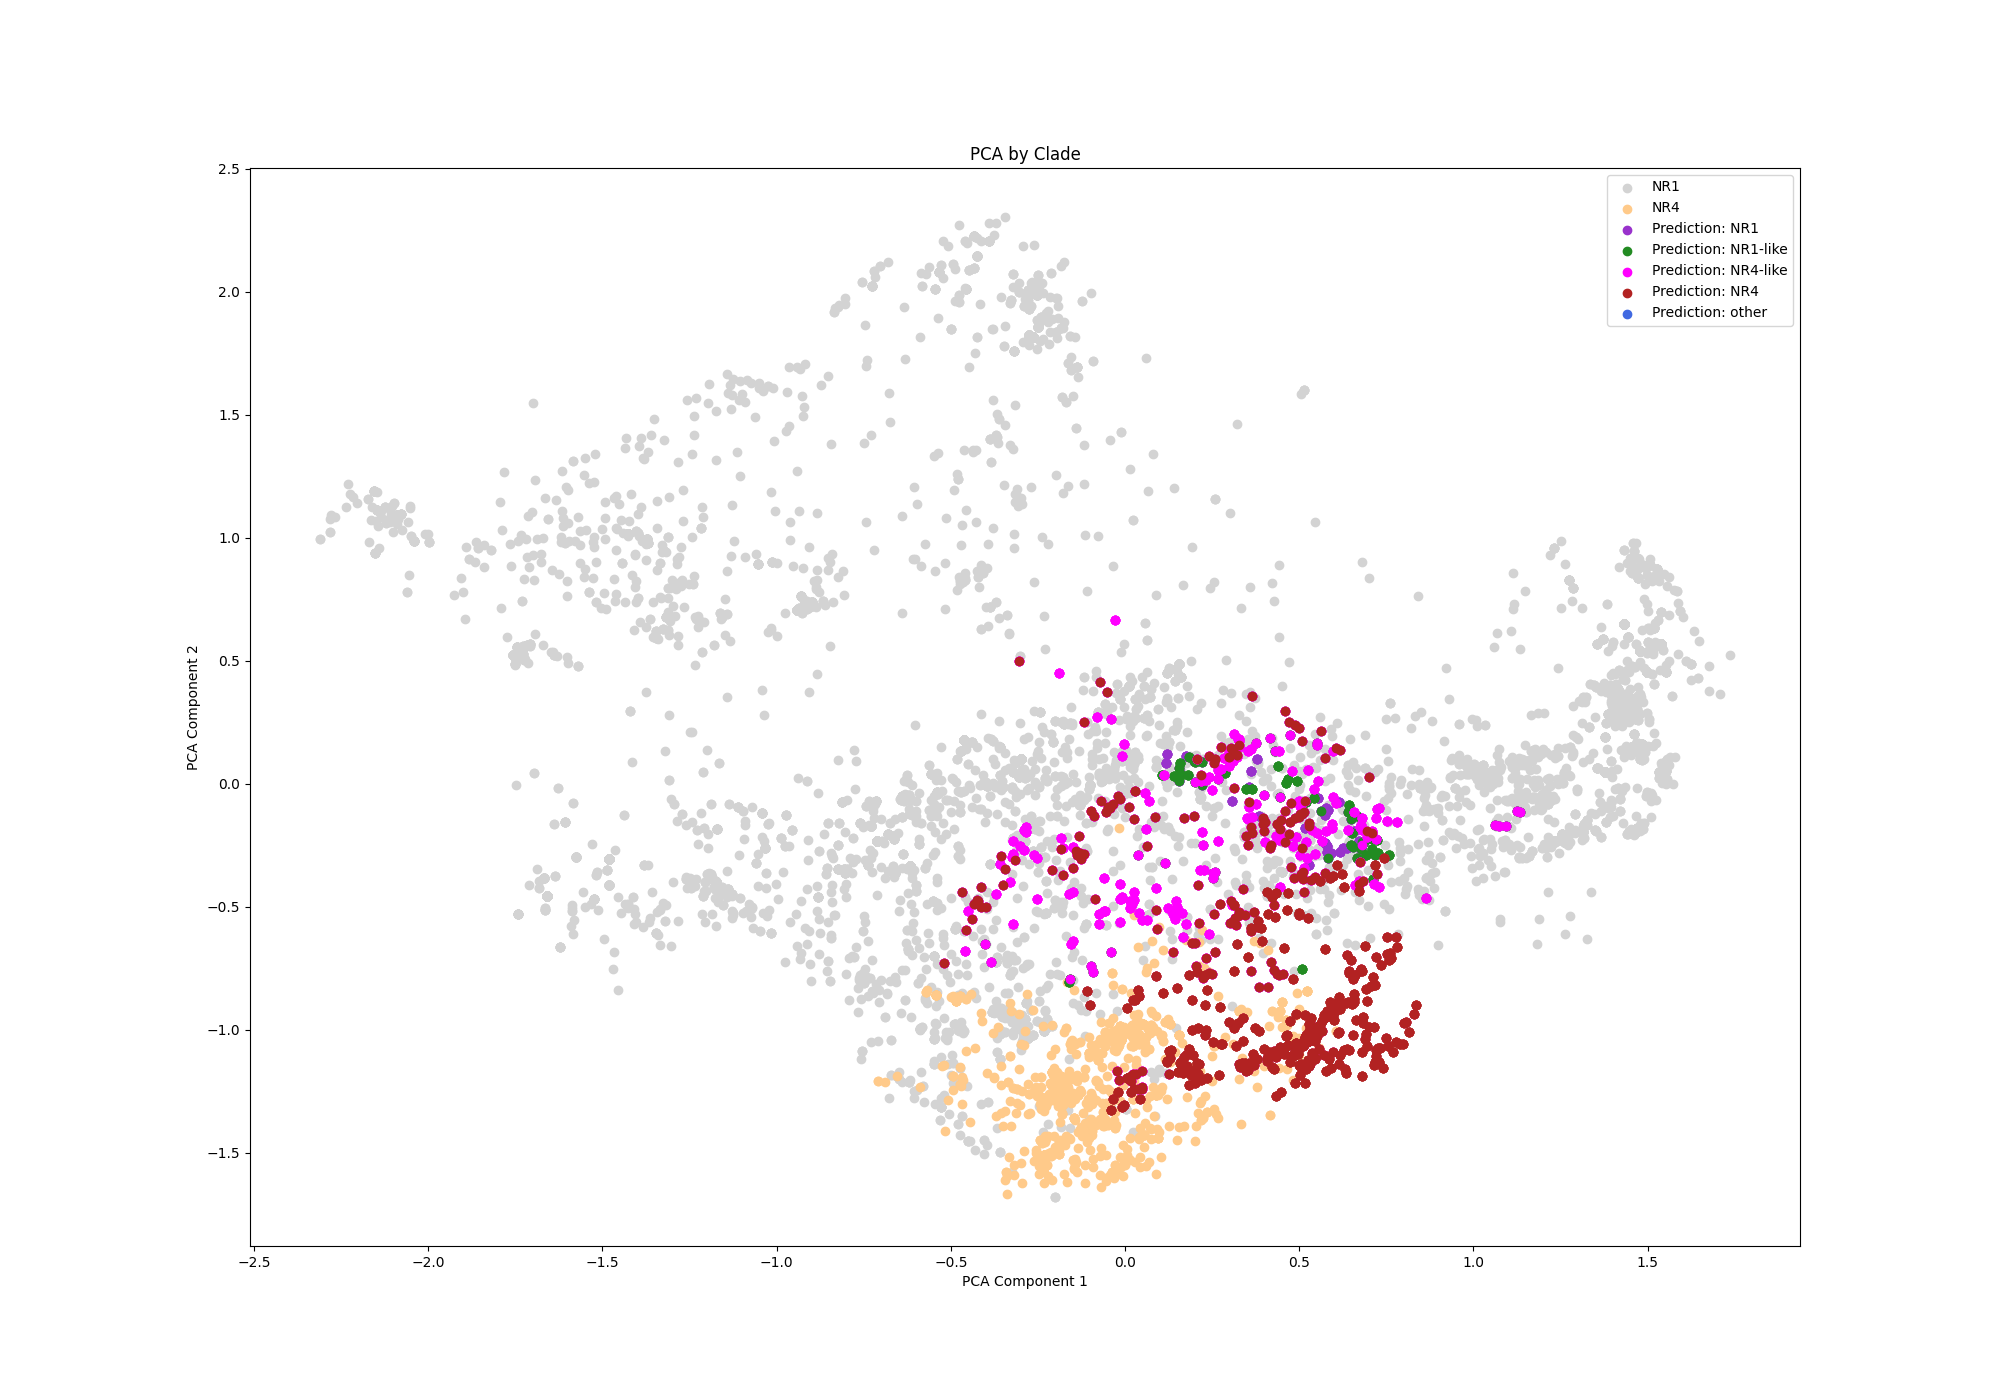 PCA by Clade
NR1
NR4
Prediction: NR1
Prediction: NR1-like
Prediction: NR4-like
Prediction: NR4
Prediction: other
PCA Component 2
2.5
2.0
1.5
1.0
0.5
0.0
−0.5
−1.0
−1.5
−2.5
−2.0
−1.5
−1.0
−0.5
0.0
0.5
1.0
1.5
PCA Component 1